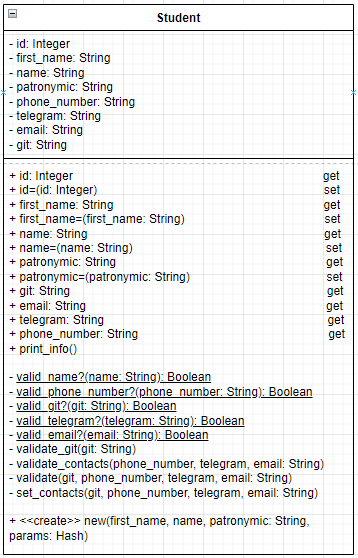 Student
- id: Integer
- first_name: String
- name: String
- patronymic: String
- phone_number: String
- telegram: String
- email: String
- git: String
+ id: Integer get
+ id=(id: Integer) set
+ first_name: String get
+ first_name=(first_name: String) set
+ name: String get
+ name=(name: String) set
+ patronymic: String get
+ patronymic=(patronymic: String) set
+ git: String get
+ email: String get
+ telegram: String get
+ phone_number: String get
+ print_info()
- valid_name?(name: String): Boolean
- valid_phone_number?(phone_number: String): Boolean
- valid_git?(git: String): Boolean
- valid_telegram?(telegram: String): Boolean
- valid_email?(email: String): Boolean
- validate_git(git: String)
- validate_contacts(phone_number, telegram, email: String)
- validate(git, phone_number, telegram, email: String)
- set_contacts(git, phone_number, telegram, email: String)
+ <<create>> new(first_name, name, patronymic: String,
params: Hash)